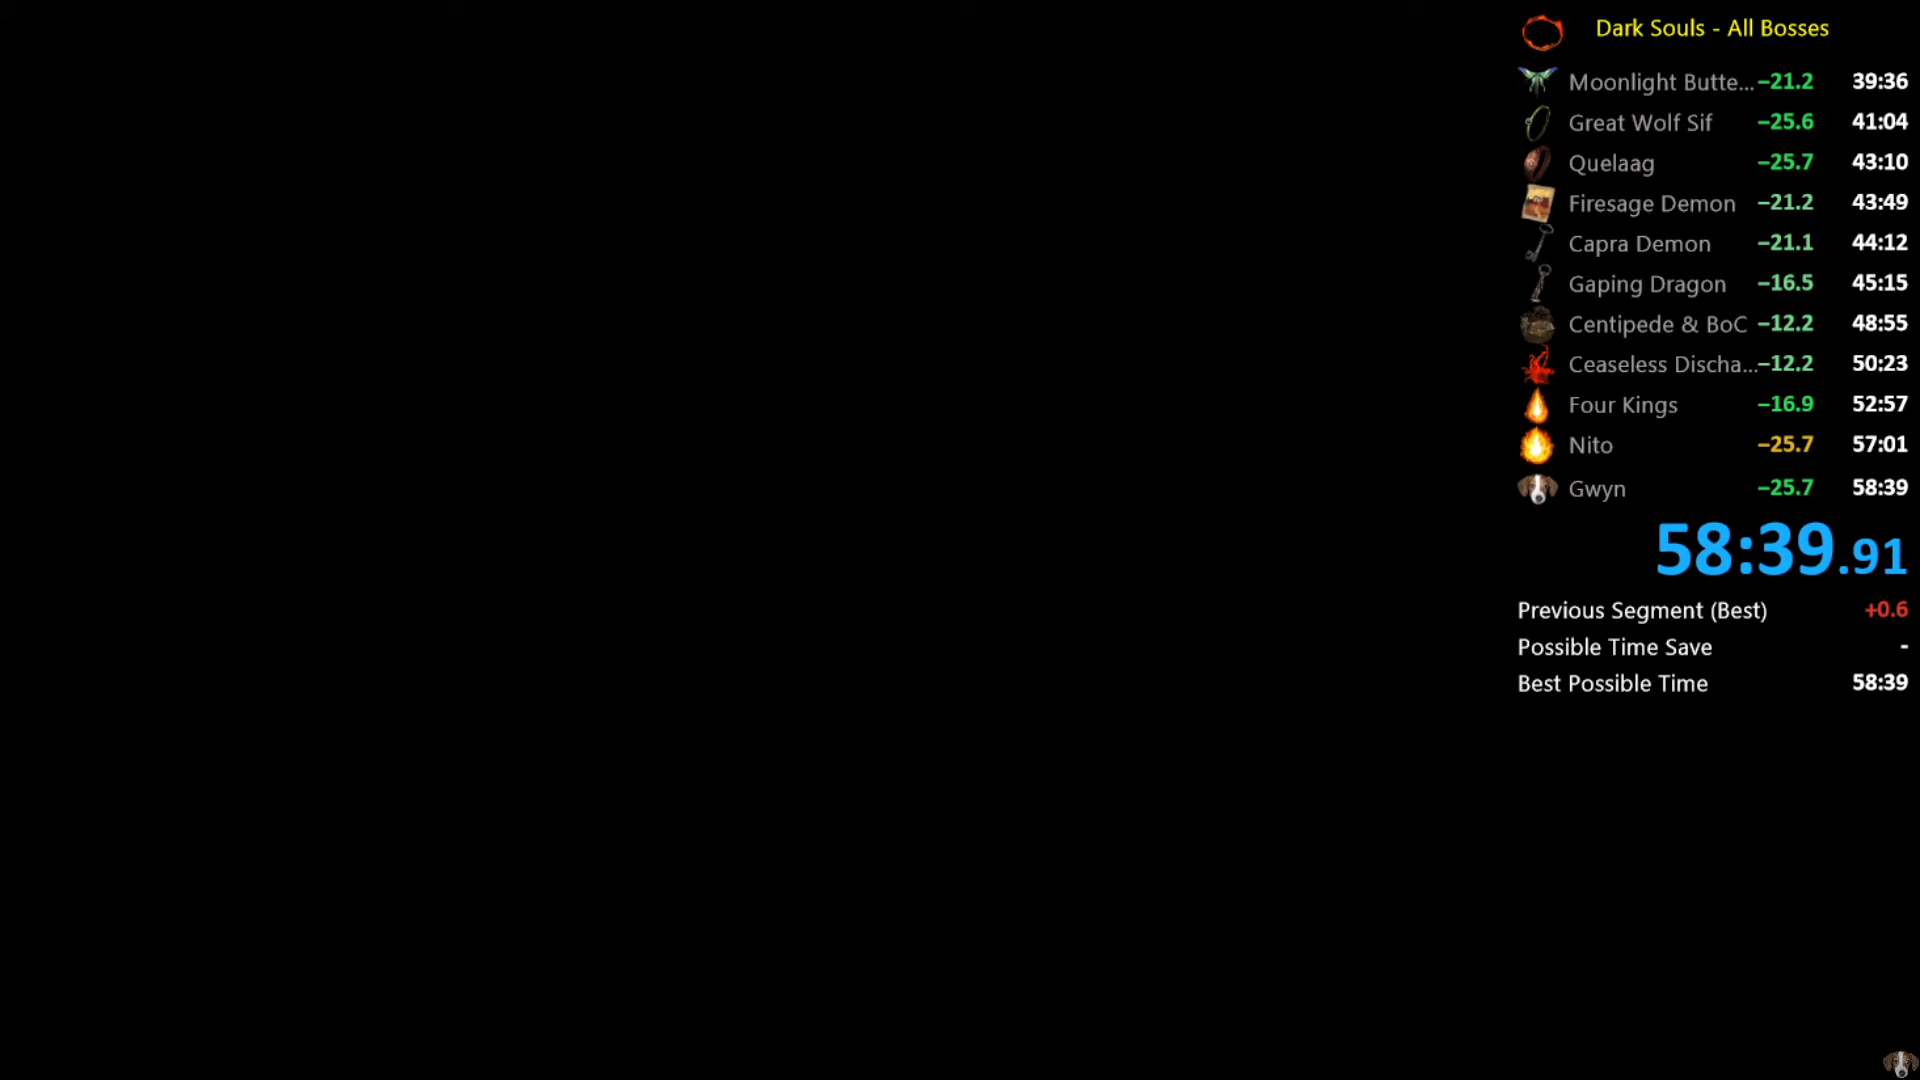 Dark Souls - All Bosses
Moonlight Butte... −21.2 39:36
Great Wolf Sif −25.6 41:04
Quelaag −25.7 43:10
Firesage Demon −21.2 43:49
Capra Demon −21.1 44:12
Gaping Dragon −16.5 45:15
Centipede & BoC −12.2 48:55
Ceaseless Discha... −12.2 50:23
Four Kings −16.9 52:57
Nito −25.7 57:01
Gwyn −25.7 58:39
58:39.91
Previous Segment (Best) +0.6
Possible Time Save -
Best Possible Time 58:39